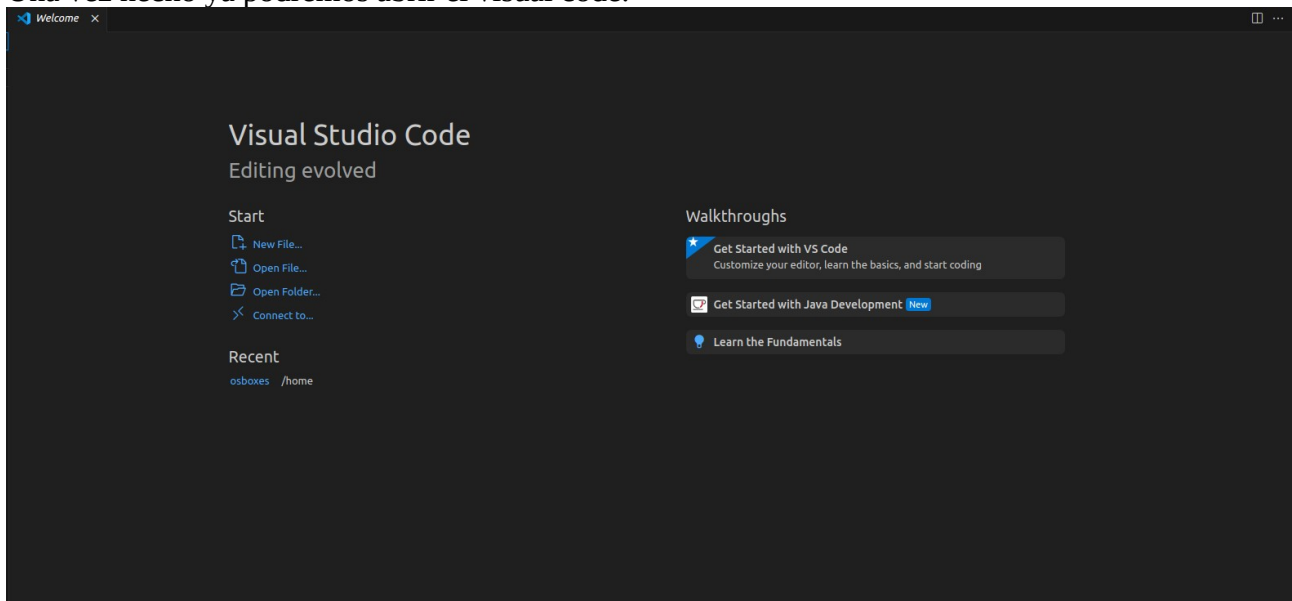 Una vez hecho ya podremos abrir el Visual Code.
Welcome
Visual Studio Code
Editing evolved
Start
New File...
Open File...
Open Folder...
Connect to...
Recent
osboxes /home
Walkthroughs
Get Started with VS Code
Customize your editor, learn the basics, and start coding
Get Started with Java Development New
Learn the Fundamentals